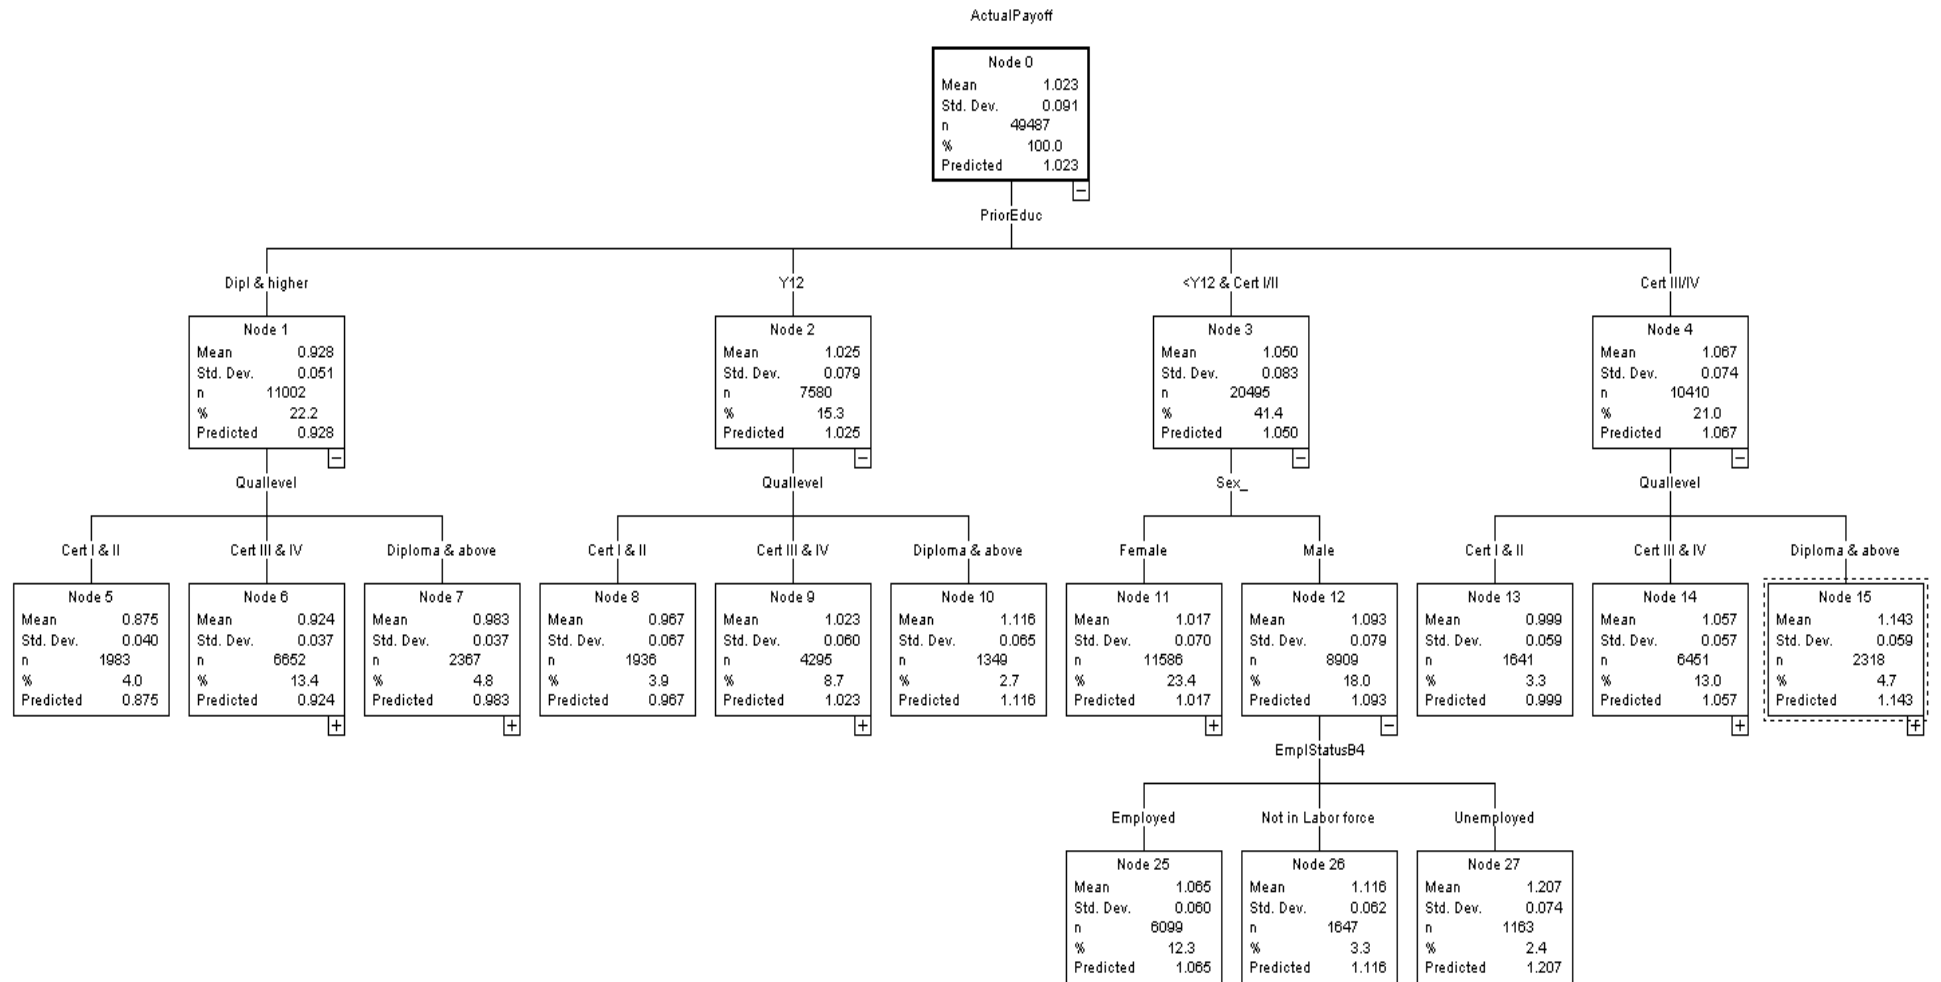 ActualPayoff
Node 0
Mean 1.023
Std. Dev. 0.091
n 49487
% 100.0
Predicted 1.023
PriorEduc
Dipl & higher
Y12
<Y12 & Cert I/II
Cert III/IV
Node 1
Mean 0.928
Std. Dev. 0.051
n 11002
% 22.2
Predicted 0.928
Node 2
Mean 1.025
Std. Dev. 0.079
n 7580
% 15.3
Predicted 1.025
Node 3
Mean 1.050
Std. Dev. 0.083
n 20495
% 41.4
Predicted 1.050
Node 4
Mean 1.067
Std. Dev. 0.074
n 10410
% 21.0
Predicted 1.067
Quallevel
Quallevel
Sex_
Quallevel
Cert I & II
Cert III & IV
Diploma & above
Cert I & II
Cert III & IV
Diploma & above
Female
Male
Cert I & II
Cert III & IV
Diploma & above
Node 5
Mean 0.875
Std. Dev. 0.040
n 1983
% 4.0
Predicted 0.875
Node 6
Mean 0.924
Std. Dev. 0.037
n 6652
% 13.4
Predicted 0.924
Node 7
Mean 0.983
Std. Dev. 0.037
n 2367
% 4.8
Predicted 0.983
Node 8
Mean 0.967
Std. Dev. 0.067
n 1936
% 3.9
Predicted 0.967
Node 9
Mean 1.023
Std. Dev. 0.060
n 4295
% 8.7
Predicted 1.023
Node 10
Mean 1.116
Std. Dev. 0.065
n 1349
% 2.7
Predicted 1.116
Node 11
Mean 1.017
Std. Dev. 0.070
n 11586
% 23.4
Predicted 1.017
Node 12
Mean 1.093
Std. Dev. 0.079
n 8909
% 18.0
Predicted 1.093
Node 13
Mean 0.999
Std. Dev. 0.059
n 1641
% 3.3
Predicted 0.999
Node 14
Mean 1.057
Std. Dev. 0.057
n 6451
% 13.0
Predicted 1.057
Node 15
Mean 1.143
Std. Dev. 0.059
n 2318
% 4.7
Predicted 1.143
EmplStatusB4
Employed
Not in Labor force
Unemployed
Node 25
Mean 1.065
Std. Dev. 0.060
n 6099
% 12.3
Predicted 1.065
Node 26
Mean 1.116
Std. Dev. 0.062
n 1647
% 3.3
Predicted 1.116
Node 27
Mean 1.207
Std. Dev. 0.074
n 1163
% 2.4
Predicted 1.207